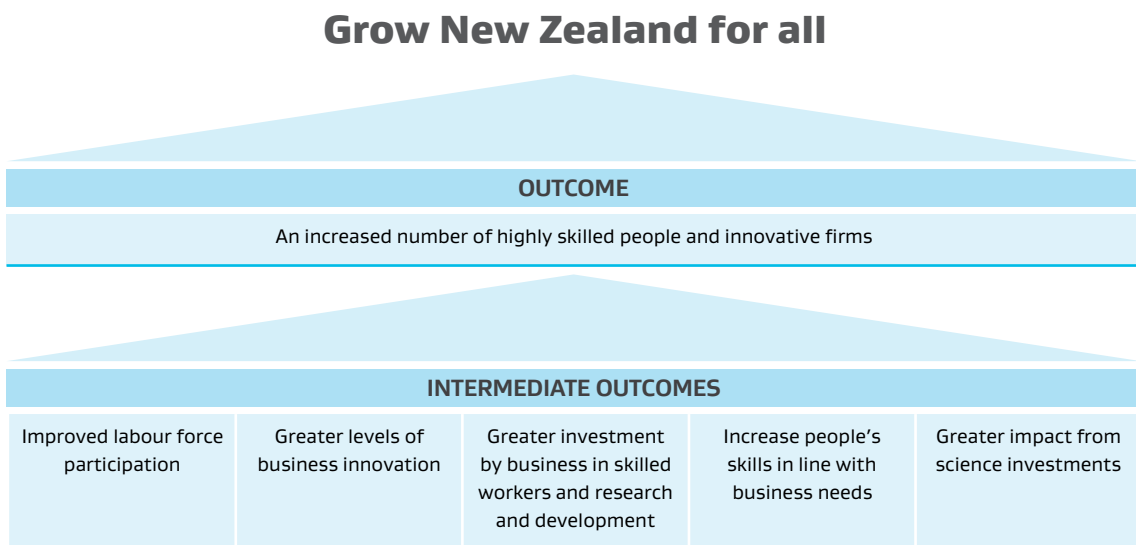 Grow New Zealand for all
OUTCOME
An increased number of highly skilled people and innovative firms
INTERMEDIATE OUTCOMES
Improved labour force
participation
Greater levels of
business innovation
Greater investment
by business in skilled
workers and research
and development
Increase people's
skills in line with
business needs
Greater impact from
science investments